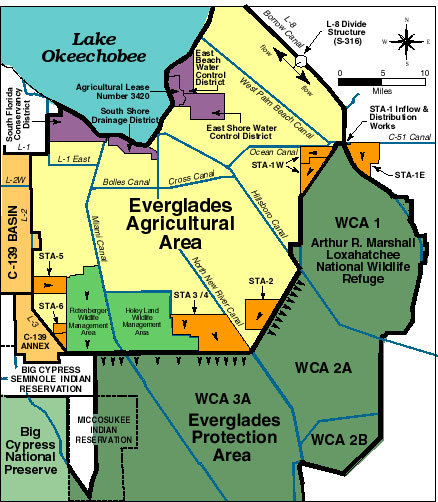 Lake
Okeechobee
L-8
Borrow Canal
L-8 Divide
Structure
(S-316)
flow
flow
0 5 10
Miles
East
Beach
Water
Control
District
Agricultural Lease
Number 3420
South Shore
Drainage District
East Shore Water
Control District
West Palm Beach Canal
STA-1 Inflow &
Distribution
Works
C-51 Canal
South Florida
Conservancy
District
L-1
L-1 East
Ocean Canal
STA-1W
STA-1E
L-2W
L-2
Bolles Canal
Cross Canal
Hillsboro Canal
Miami Canal
Everglades
Agricultural
Area
North New River Canal
C-139 BASIN
WCA 1
Arthur R. Marshall
Loxahatchee
National Wildlife
Refuge
STA-5
STA-6
STA 3 / 4
STA-2
Rotenberger
Wildlife
Management
Area
Holey Land
Wildlife
Management
Area
L-3
C-139
ANNEX
BIG CYPRESS
SEMINOLE INDIAN
RESERVATION
WCA 2A
WCA 3A
Everglades
Protection
Area
WCA 2B
MICCOSUKEE
INDIAN
RESERVATION
Big
Cypress
National
Preserve